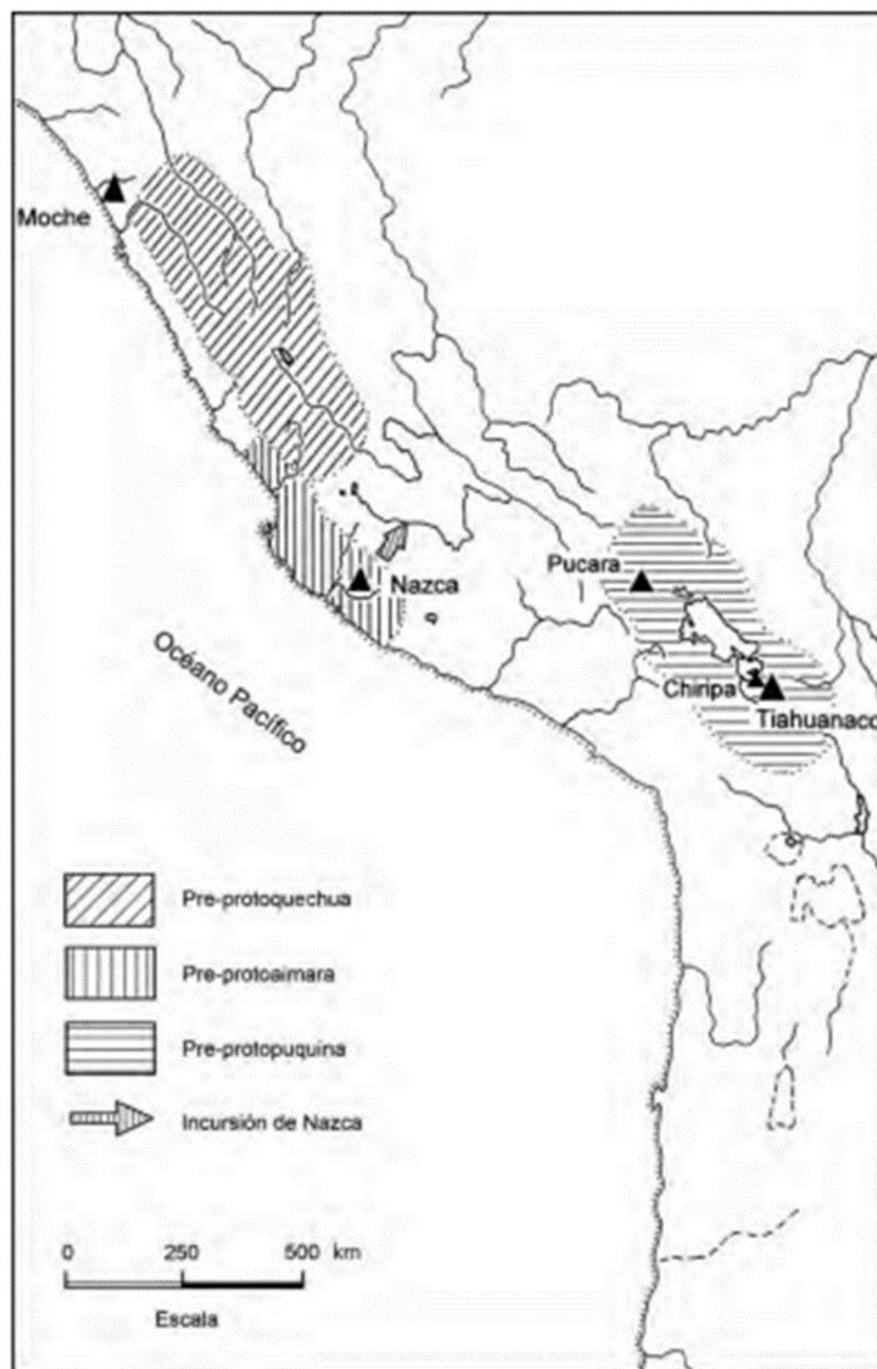 Moche
Nazca
Pucara
Chiripa
Tiahuanaco
Océano Pacífico
Pre-protoquechua
Pre-protoaimara
Pre-protopuquina
Incursión de Nazca
0 250 500 km
Escala